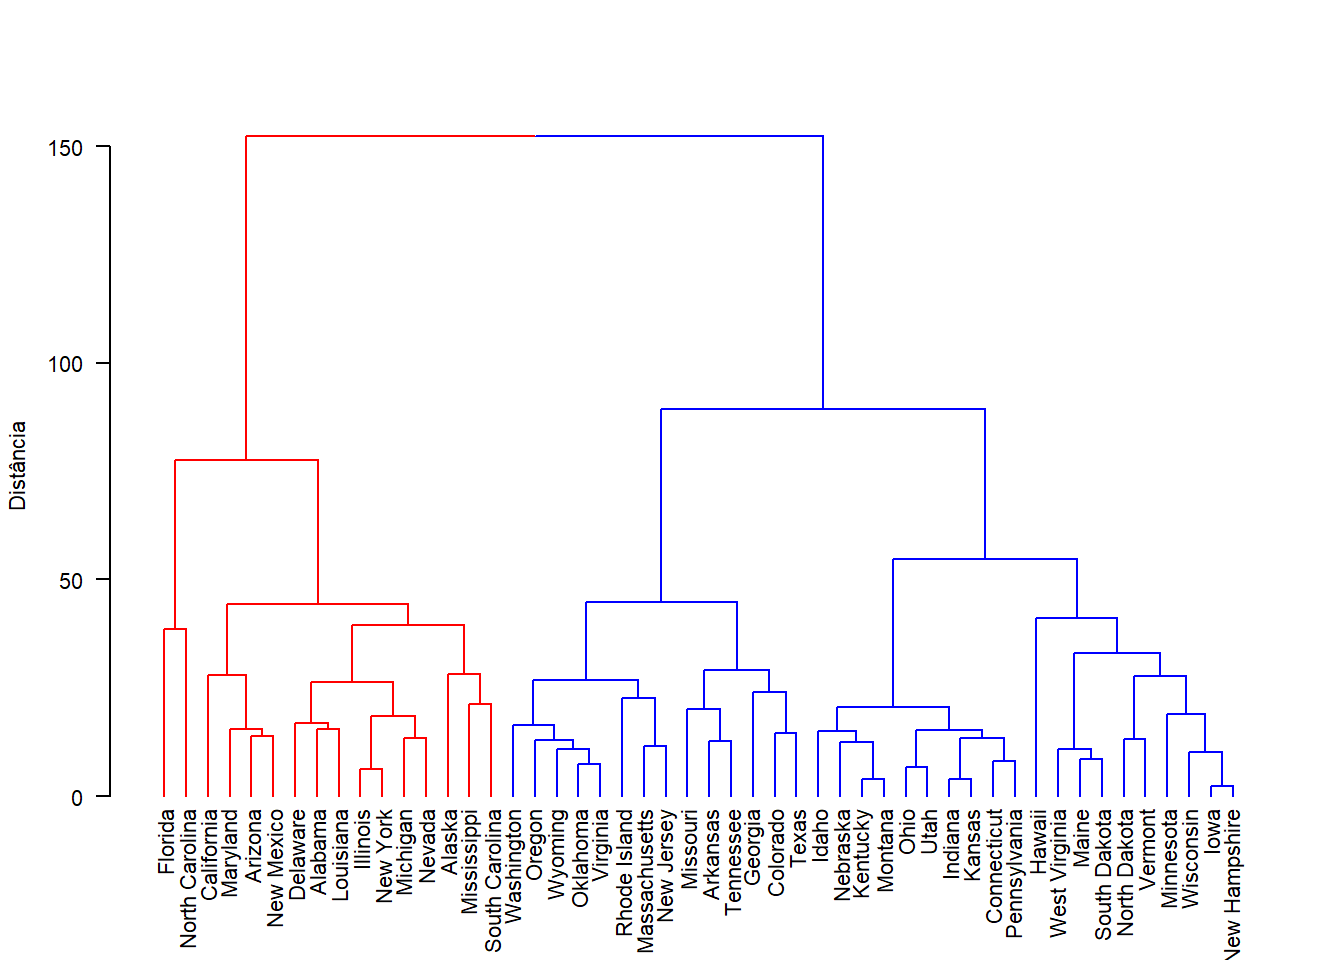 Distância
150
100
50
0
Florida
North Carolina
California
Maryland
Arizona
New Mexico
Delaware
Alabama
Louisiana
Illinois
New York
Michigan
Nevada
Alaska
Mississippi
South Carolina
Washington
Oregon
Wyoming
Oklahoma
Virginia
Rhode Island
Massachusetts
New Jersey
Missouri
Arkansas
Tennessee
Georgia
Colorado
Texas
Idaho
Nebraska
Kentucky
Montana
Ohio
Utah
Indiana
Kansas
Connecticut
Pennsylvania
Hawaii
West Virginia
Maine
South Dakota
North Dakota
Vermont
Minnesota
Wisconsin
Iowa
New Hampshire